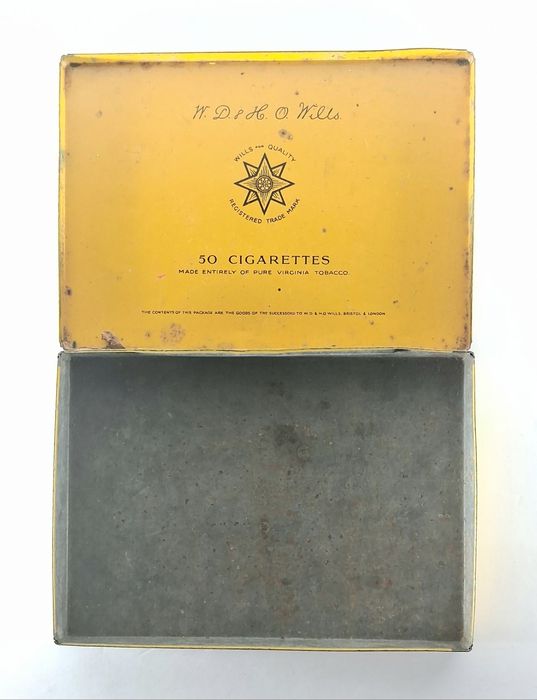 W. D. & H. O. Wills.
WILLS FOR QUALITY
REGISTERED TRADE MARK
50 CIGARETTES
MADE ENTIRELY OF PURE VIRGINIA TOBACCO.
THE CONTENTS OF THIS PACKAGE ARE THE GOODS OF THE SUCCESSORS TO W.D & H.O WILLS, BRISTOL & LONDON